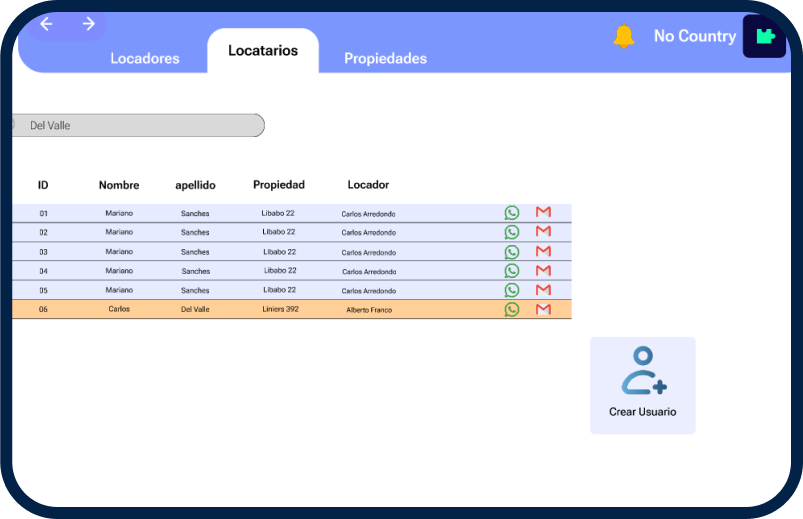 No Country
Locadores Locatarios Propiedades
Del Valle
ID Nombre apellido Propiedad Locador
01 Mariano Sanches Libabo 22 Carlos Arredondo
02 Mariano Sanches Libabo 22 Carlos Arredondo
03 Mariano Sanches Libabo 22 Carlos Arredondo
04 Mariano Sanches Libabo 22 Carlos Arredondo
05 Mariano Sanches Libabo 22 Carlos Arredondo
06 Carlos Del Valle Liniers 392 Alberto Franco
Crear Usuario